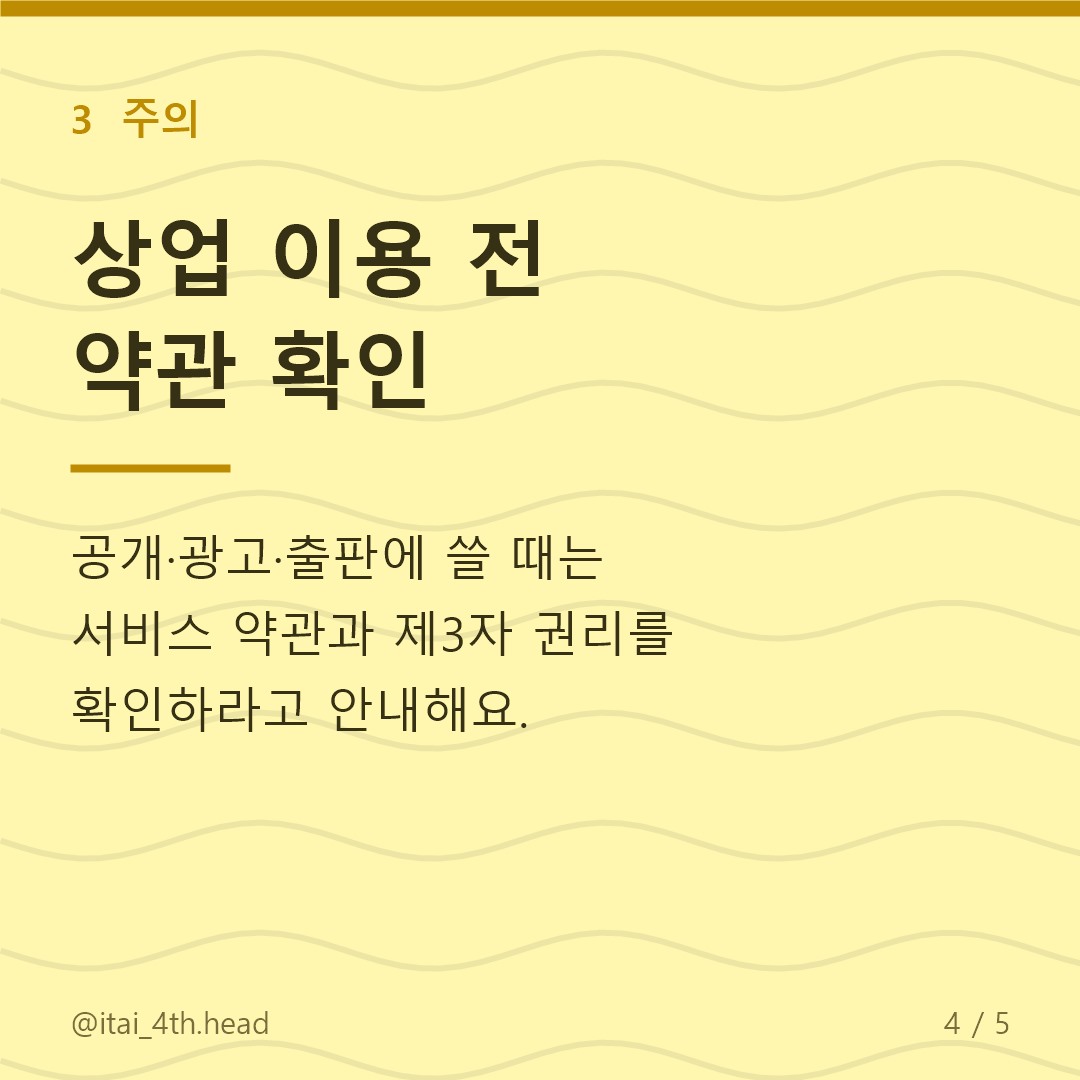 3 주의
상업 이용 전
약관 확인
공개·광고·출판에 쓸 때는
서비스 약관과 제3자 권리를
확인하라고 안내해요.
@itai_4th.head
4 / 5